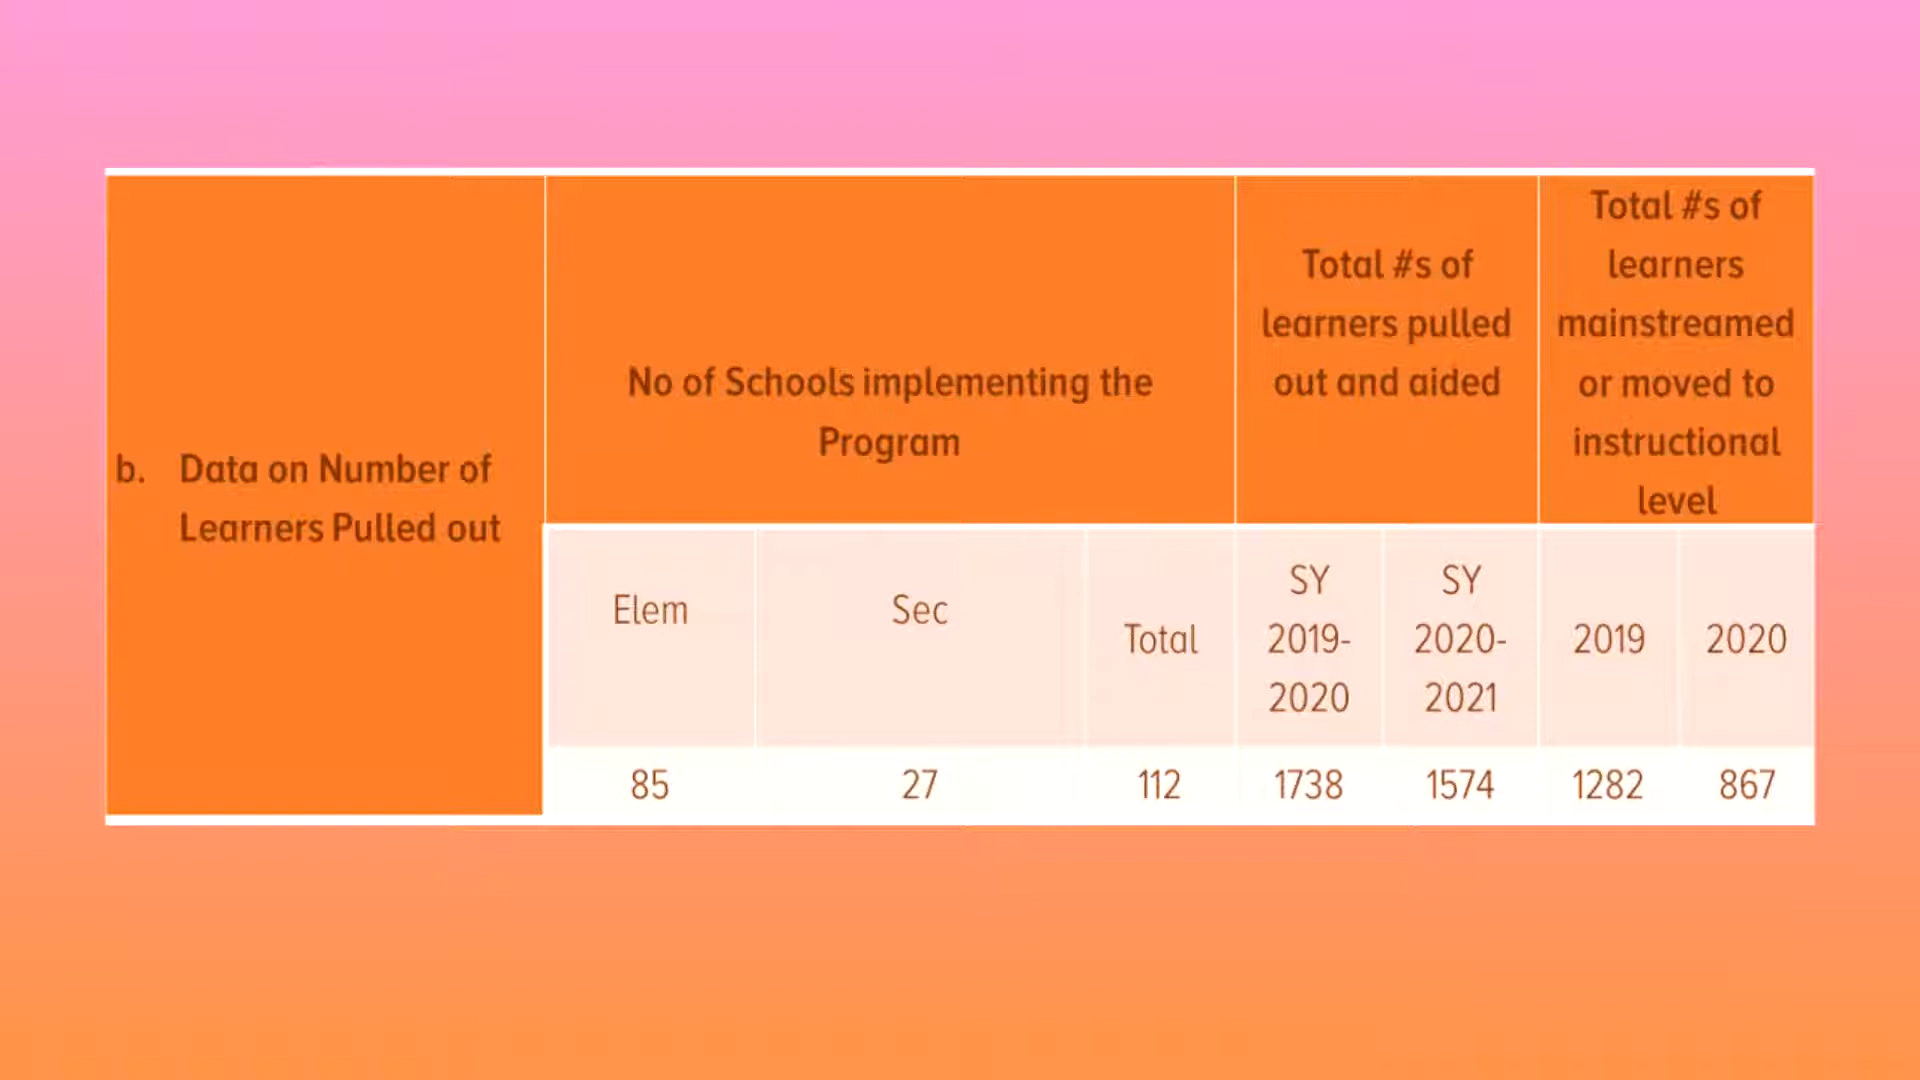 b. Data on Number of
Learners Pulled out
No of Schools implementing the
Program
Total #s of
learners pulled
out and aided
Total #s of
learners
mainstreamed
or moved to
instructional
level
Elem
Sec
Total
SY
2019-
2020
SY
2020-
2021
2019
2020
85
27
112
1738
1574
1282
867